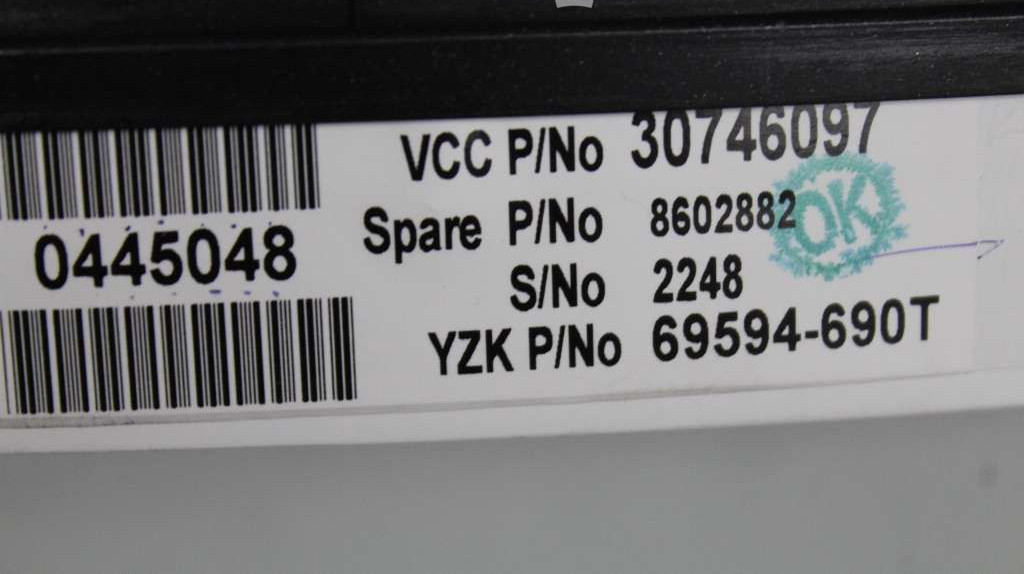 0445048
VCC P/No 30746097
Spare P/No 8602882
OK
S/No 2248
YZK P/No 69594-690T